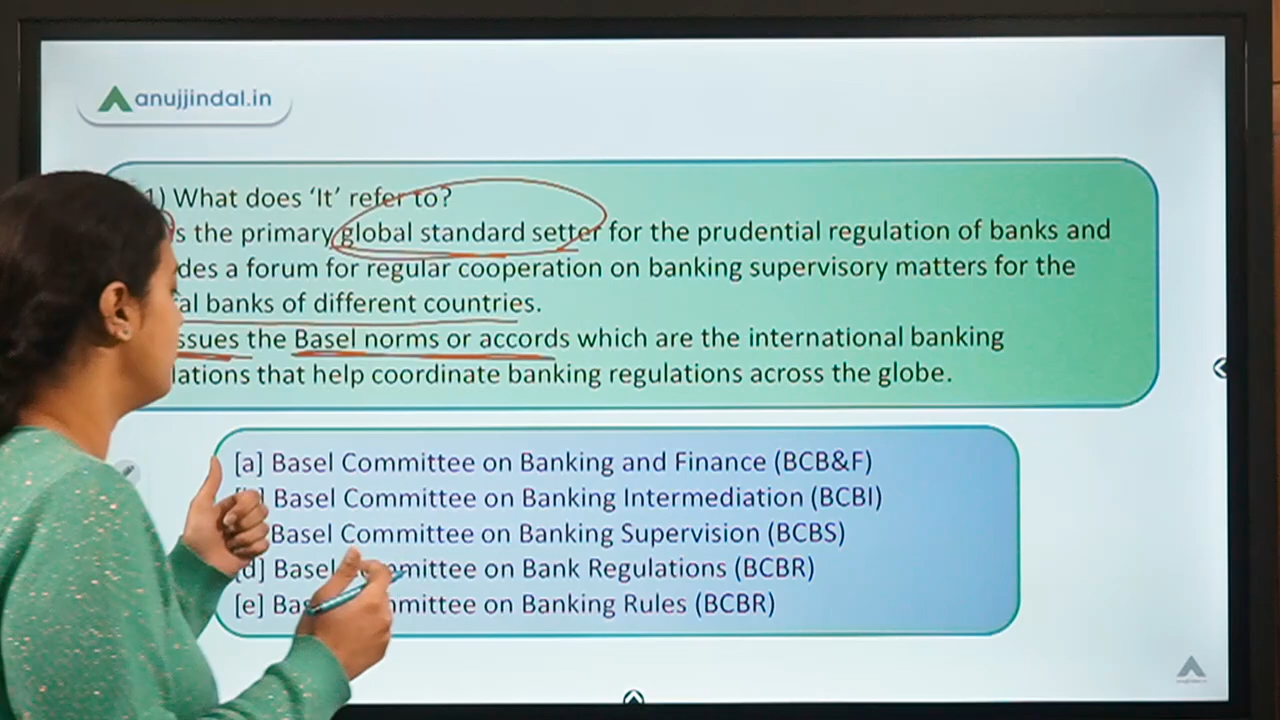 anujjindal.in
1) What does ‘It’ refer to?
s the primary global standard setter for the prudential regulation of banks and
des a forum for regular cooperation on banking supervisory matters for the
al banks of different countries.
ssues the Basel norms or accords which are the international banking
lations that help coordinate banking regulations across the globe.
[a] Basel Committee on Banking and Finance (BCB&F)
Basel Committee on Banking Intermediation (BCBI)
Basel Committee on Banking Supervision (BCBS)
[d] Basel mmittee on Bank Regulations (BCBR)
[e] Ba mmittee on Banking Rules (BCBR)